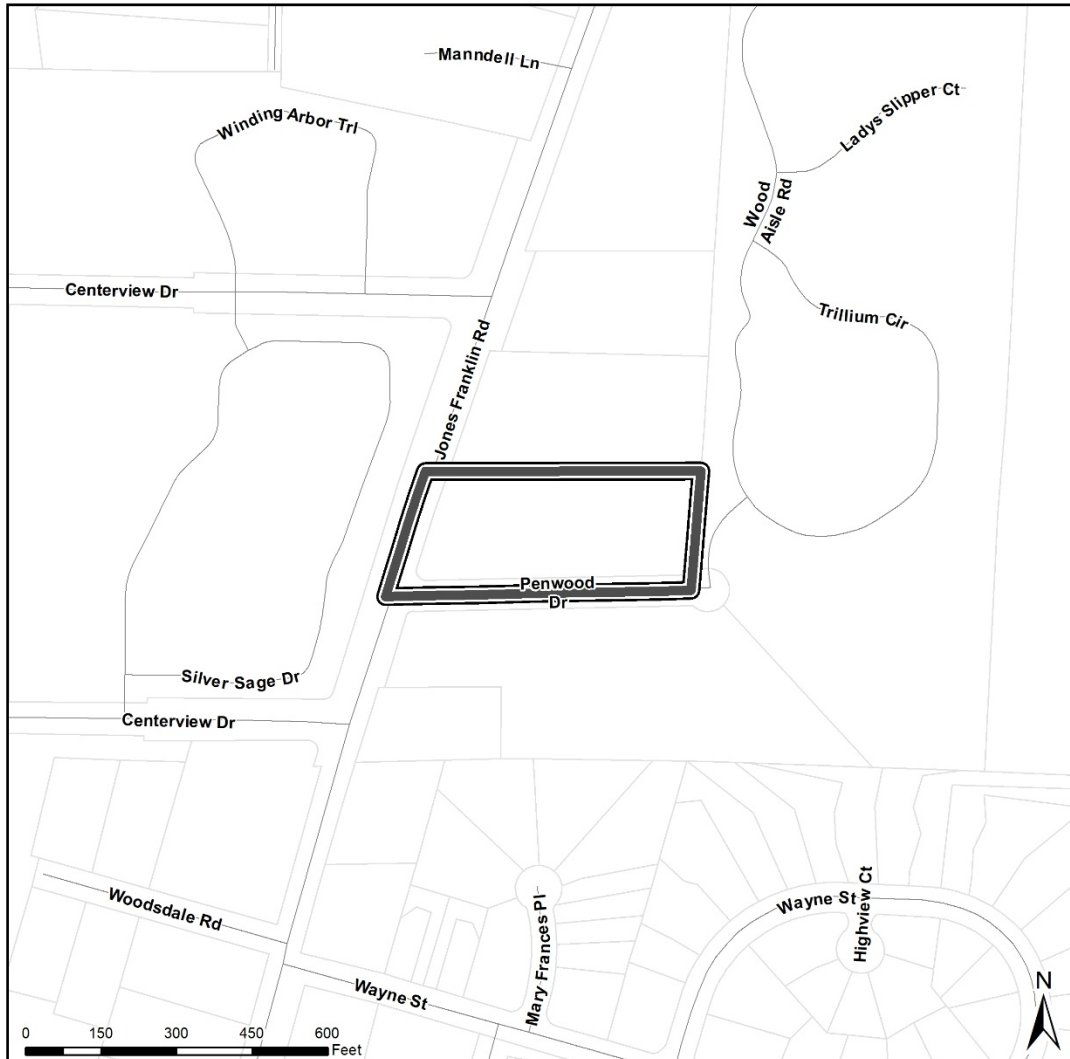 Manndell Ln
Winding Arbor Trl
Ladys Slipper Ct
Wood
Aisle Rd
Centerview Dr
Trillium Cir
Jones Franklin Rd
Penwood
Dr
Silver Sage Dr
Centerview Dr
Woodsdale Rd
Wayne St
Highview Ct
Mary Frances Pl
Wayne St
N
0 150 300 450 600
Feet